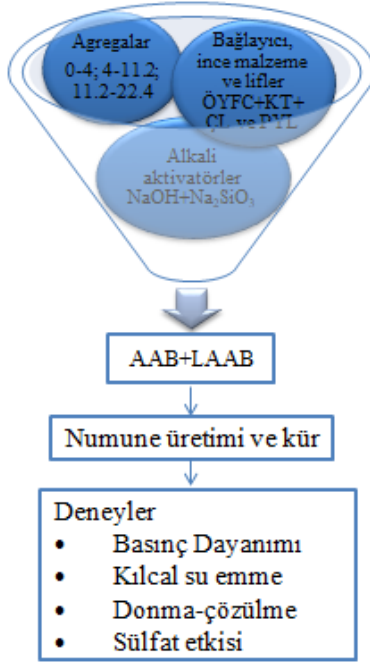 Agregalar
0-4; 4-11.2;
11.2-22.4
Bağlayıcı,
ince malzeme
ve lifler
ÖYFC+KT+
ÇL ve PYL
Alkali
aktivatörler
NaOH+Na₂SiO₃
AAB+LAAB
Numune üretimi ve kür
Deneyler
• Basınç Dayanımı
• Kılcal su emme
• Donma-çözülme
• Sülfat etkisi